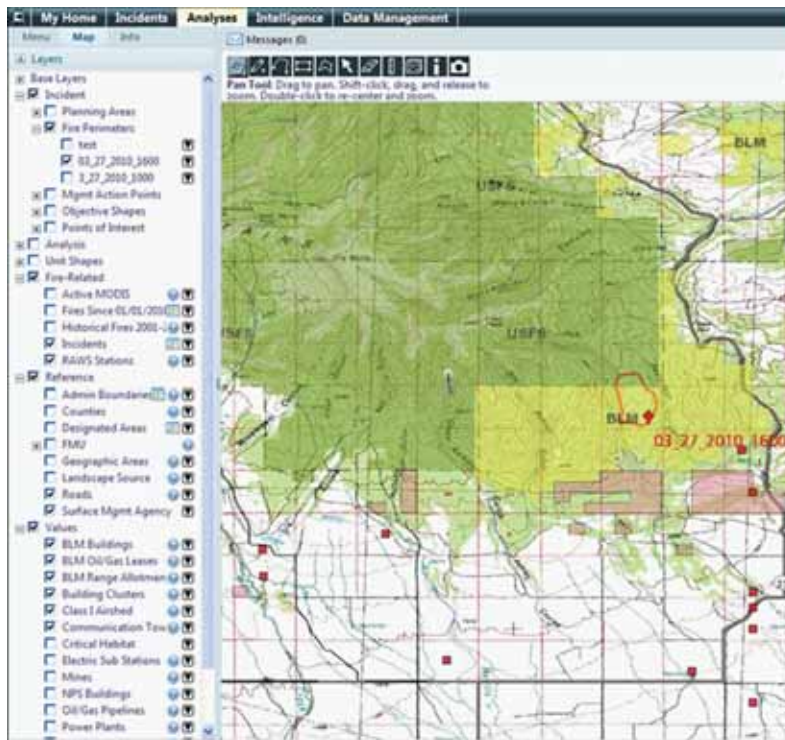 My Home Incidents Analyses Intelligence Data Management
Menu Map Info
Messages (0)
Layers
Pan Tool: Drag to pan. Shift-click, drag, and release to
zoom. Double-click to re-center and zoom.
Base Layers
Incident
Planning Areas
Fire Perimeters
test
03_27_2010_1600
3_27_2010_1000
Mgmt Action Points
Objective Shapes
Points of Interest
Analysis
Unit Shapes
Fire-Related
Active MODIS
Fires Since 01/01/201
Historical Fires 2001-
Incidents
RAWS Stations
Reference
Admin Boundaries
Counties
Designated Areas
FMU
Geographic Areas
Landscape Source
Roads
Surface Mgmt Agency
Values
BLM Buildings
BLM Oil/Gas Leases
BLM Range Allotmen
Building Clusters
Class I Airshed
Communication Tow
Critical Habitat
Electric Sub Stations
Mines
NPS Buildings
Oil/Gas Pipelines
Power Plants
BLM
USFS
USFS
USFS
BLM
03_27_2010_1600